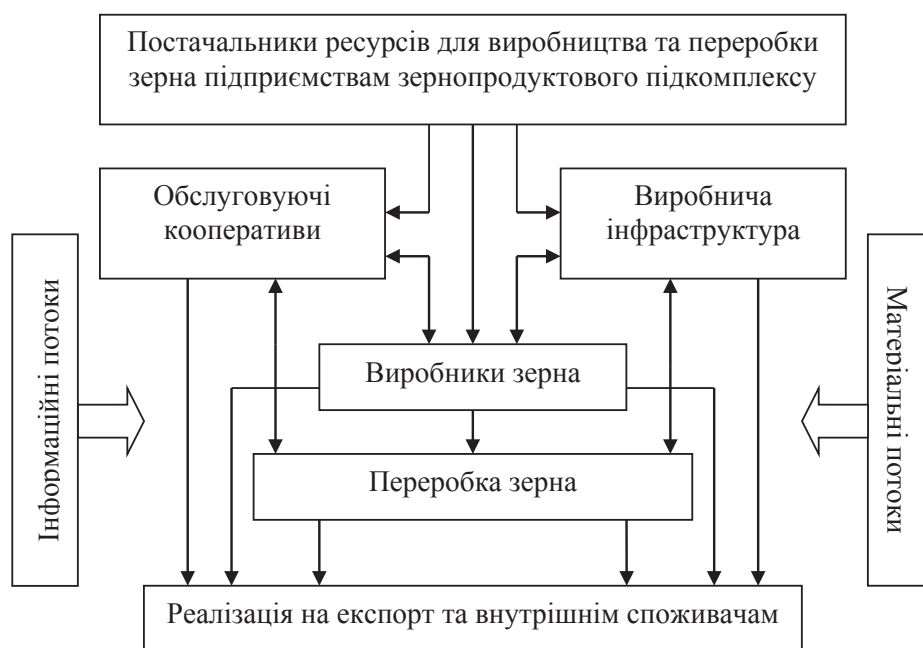 Постачальники ресурсів для виробництва та переробки
зерна підприємствам зернопродуктового підкомплексу
Обслуговуючі
кооперативи
Виробнича
інфраструктура
Інформаційні потоки
Матеріальні потоки
Виробники зерна
Переробка зерна
Реалізація на експорт та внутрішнім споживачам